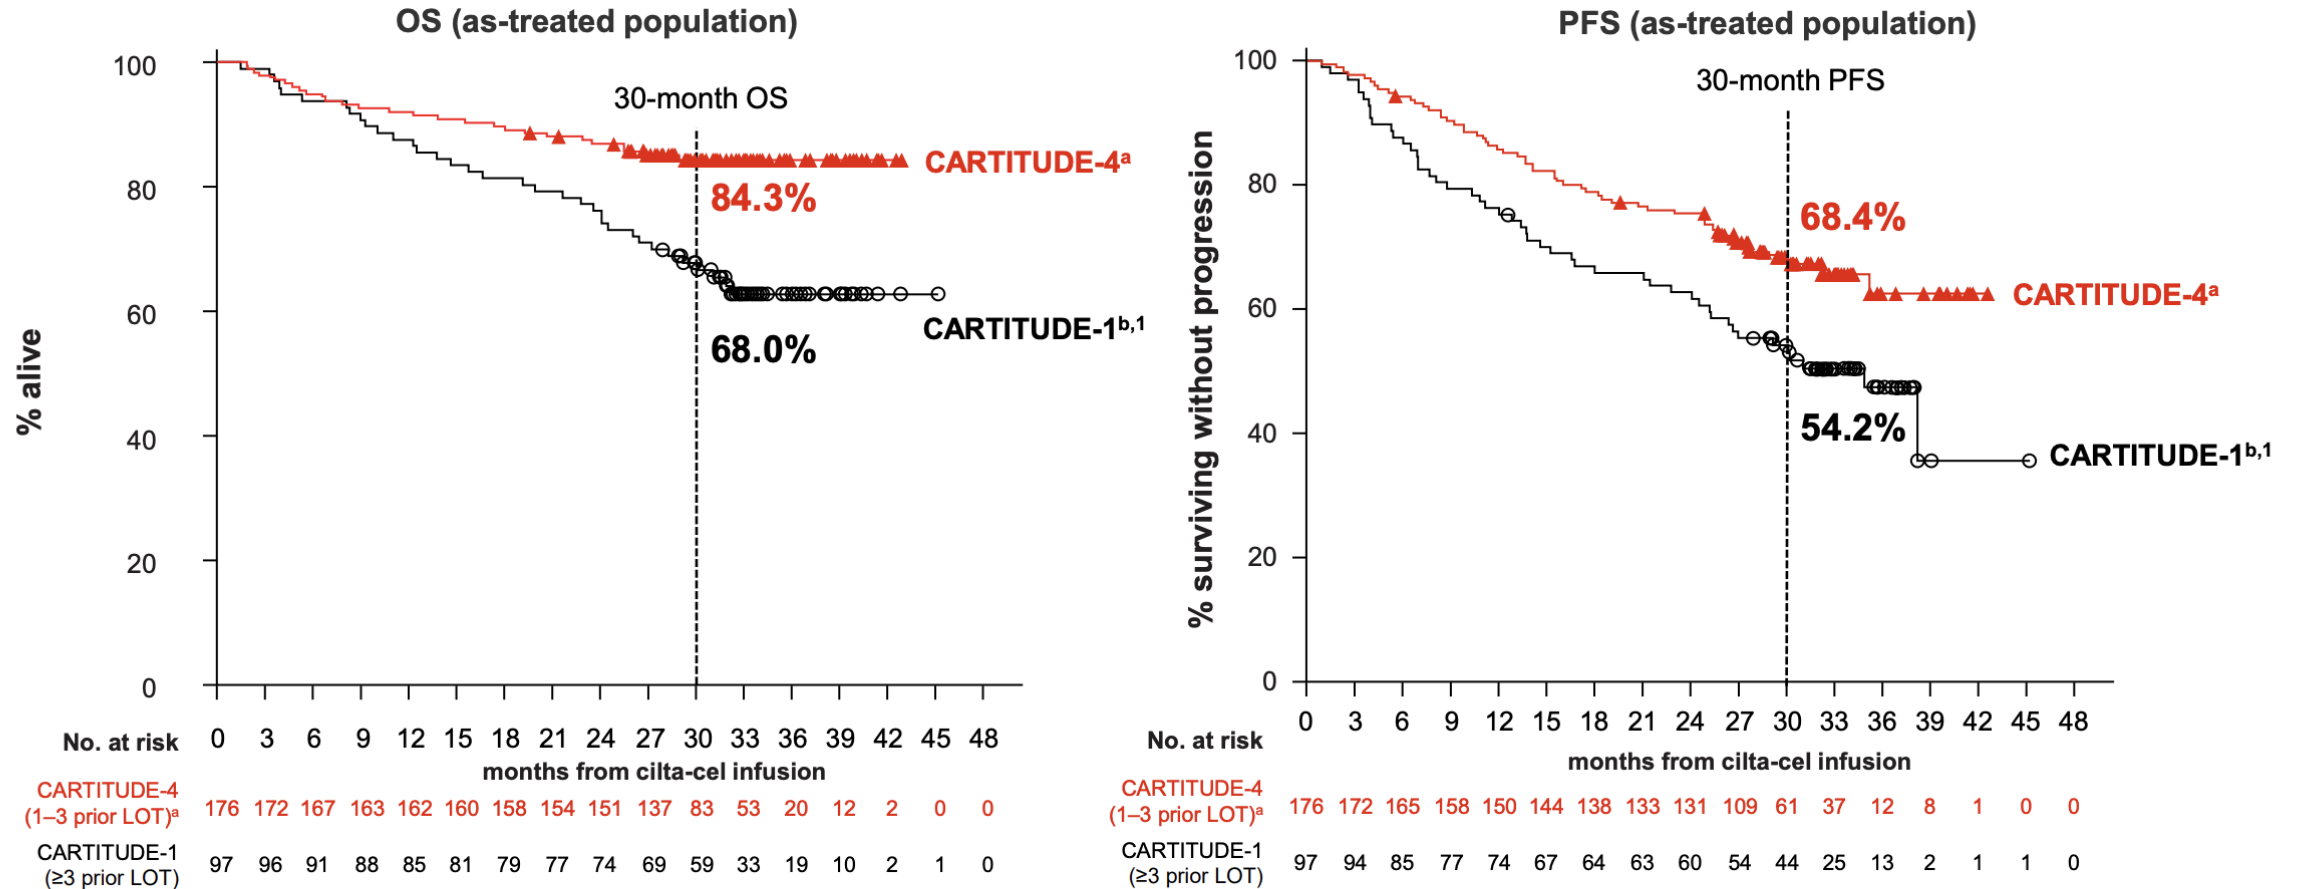 OS (as-treated population)
100
80
60
40
20
0
% alive
30-month OS
CARTITUDE-4ᵃ
84.3%
68.0%
CARTITUDE-1ᵇ,¹
No. at risk 0 3 6 9 12 15 18 21 24 27 30 33 36 39 42 45 48
months from cilta-cel infusion
CARTITUDE-4
(1–3 prior LOT)ᵃ 176 172 167 163 162 160 158 154 151 137 83 53 20 12 2 0 0
CARTITUDE-1
(≥3 prior LOT) 97 96 91 88 85 81 79 77 74 69 59 33 19 10 2 1 0
PFS (as-treated population)
100
80
60
40
20
0
% surviving without progression
30-month PFS
68.4%
CARTITUDE-4ᵃ
54.2%
CARTITUDE-1ᵇ,¹
0 3 6 9 12 15 18 21 24 27 30 33 36 39 42 45 48
No. at risk
months from cilta-cel infusion
CARTITUDE-4
(1–3 prior LOT)ᵃ 176 172 165 158 150 144 138 133 131 109 61 37 12 8 1 0 0
CARTITUDE-1
(≥3 prior LOT) 97 94 85 77 74 67 64 63 60 54 44 25 13 2 1 1 0